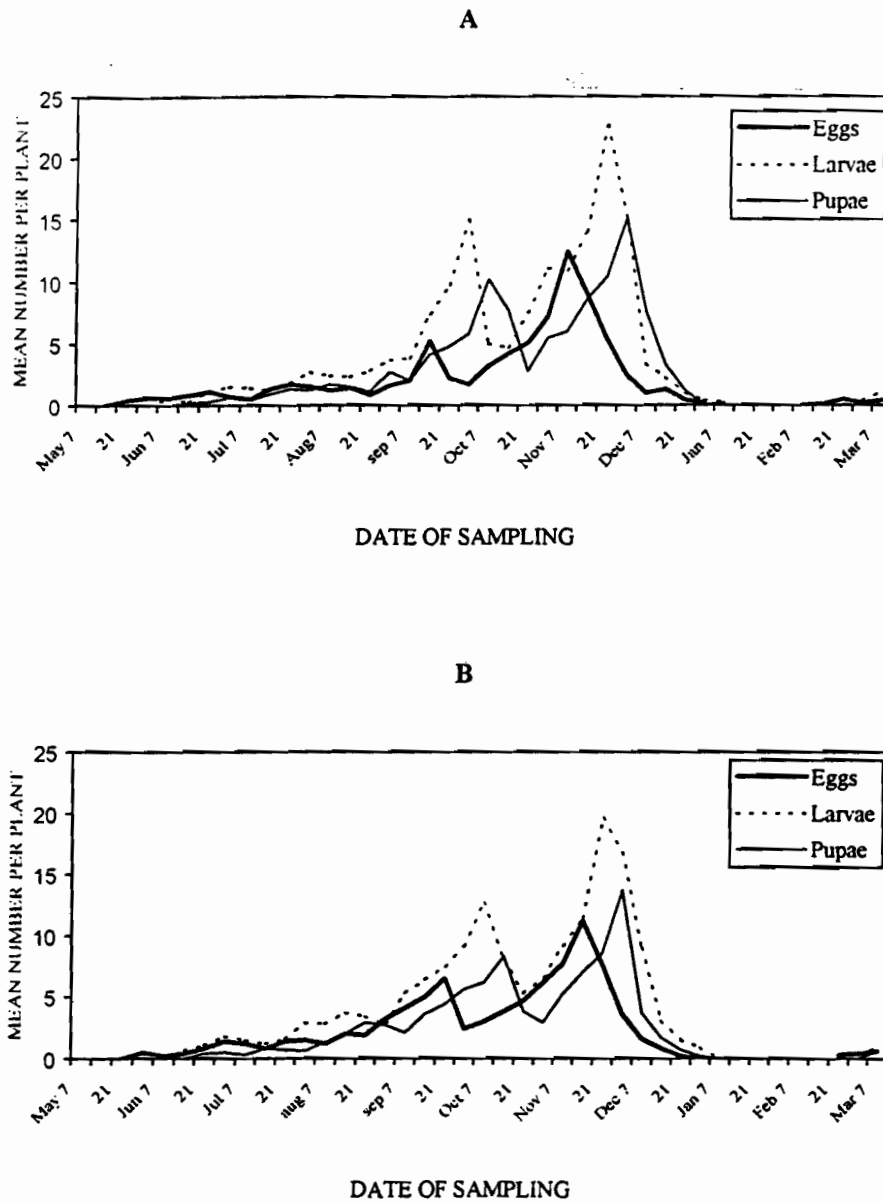 A
25
20
15
10
5
0
MEAN NUMBER PER PLANT
Eggs
Larvae
Pupae
May 7
21
Jun 7
21
Jul 7
21
Aug 7
21
sep 7
21
Oct 7
21
Nov 7
21
Dec 7
21
Jun 7
21
Feb 7
21
Mar 7
DATE OF SAMPLING
B
25
20
15
10
5
0
MEAN NUMBER PER PLANT
Eggs
Larvae
Pupae
May 7
21
Jun 7
21
Jul 7
21
aug 7
21
sep 7
21
Oct 7
21
Nov 7
21
Dec 7
21
Jan 7
21
Feb 7
21
Mar 7
DATE OF SAMPLING